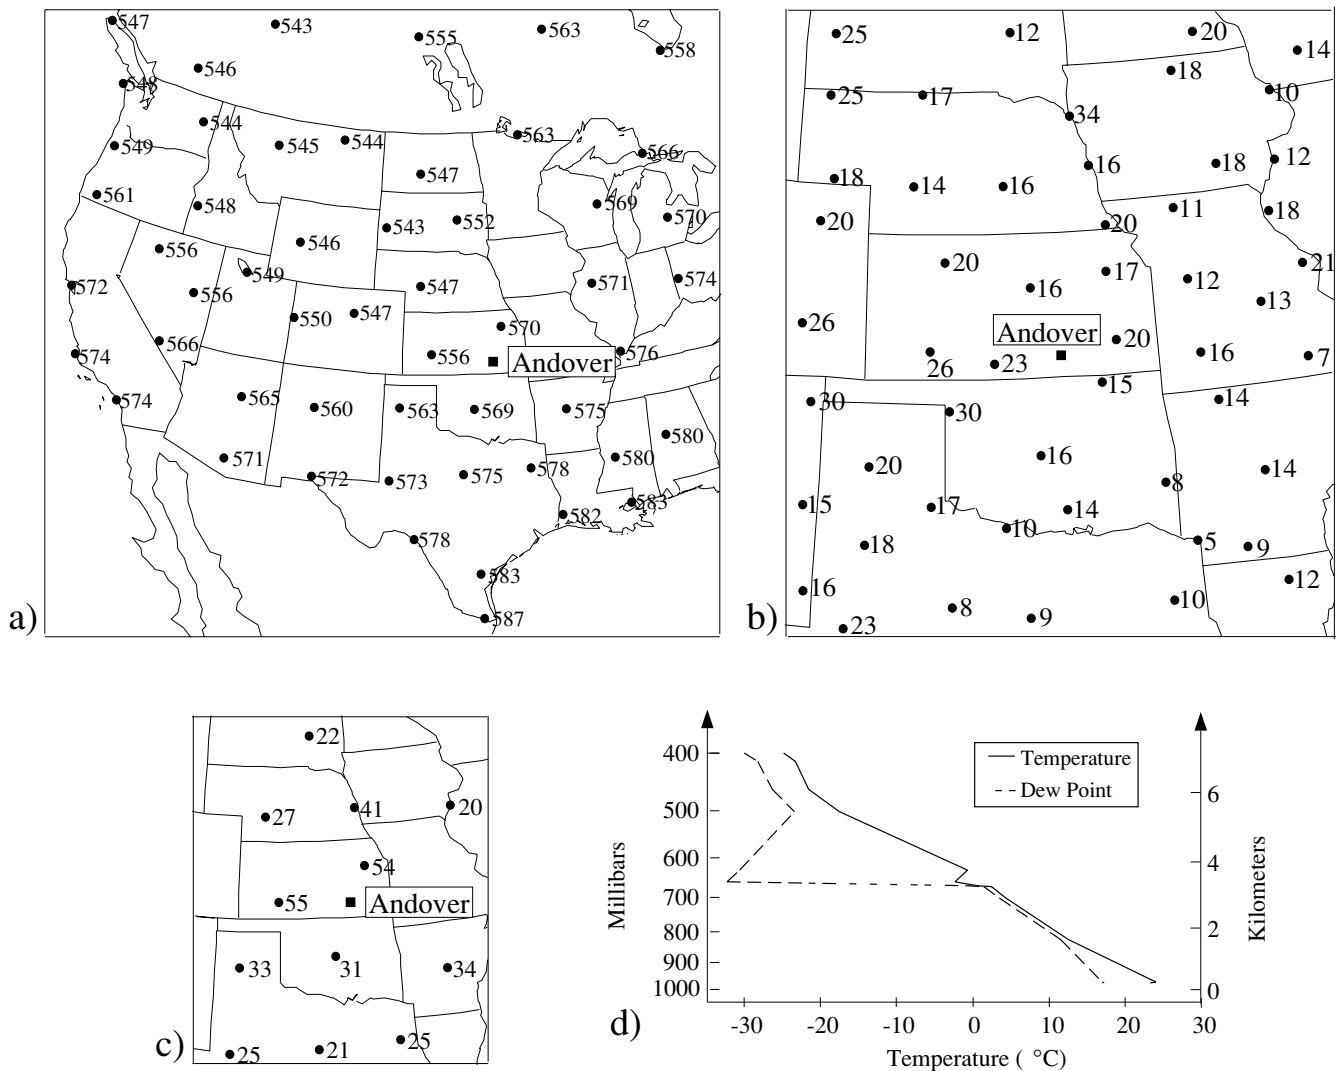 547 543 555 563 558
546
548
544 545 544 563 566
549
547
561 548 543 552 569 570
556 546
549
572 556 547 571 574
550 547 570
566 556 576
574 Andover
574 565 560 563 569 575
580
571 572 573 575 578 580
582 583
578
583
587
a)
25 12 20 14
18
25 17 10
34
18 14 16 16 18 12
20 20 11 18
20 17 21
16 12
13
26 Andover 20
26 23 16 7
15
30 30 14
20 16 14
8
15 17 14
10
18 5 9
12
16 8 9 10
23
b)
22
27 41 20
54
55 Andover
33 31 34
25 21 25
c)
400
500
600
700
800
900
1000
Millibars
Temperature
Dew Point
6
4
2
0
Kilometers
-30 -20 -10 0 10 20 30
Temperature ( °C)
d)